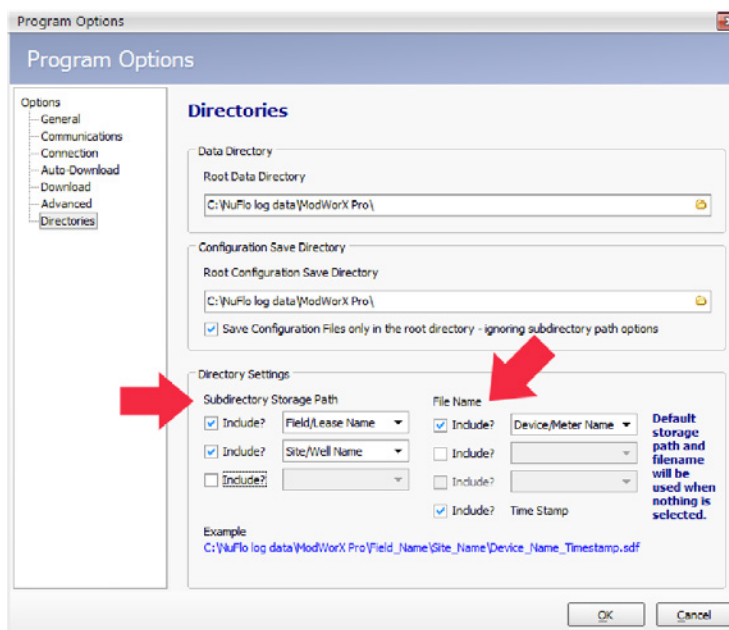 Program Options
Program Options
Options
General
Communications
Connection
Auto-Download
Download
Advanced
Directories
Directories
Data Directory
Root Data Directory
C:\NuFlo log data\ModWorX Pro\
Configuration Save Directory
Root Configuration Save Directory
C:\NuFlo log data\ModWorX Pro\
Save Configuration Files only in the root directory - ignoring subdirectory path options
Directory Settings
Subdirectory Storage Path
Include? Field/Lease Name
Include? Site/Well Name
Include?
File Name
Include? Device/Meter Name
Include?
Include?
Include? Time Stamp
Default
storage
path and
filename
will be
used when
nothing is
selected.
Example
C:\NuFlo log data\ModWorX Pro\Field_Name\Site_Name\Device_Name_Timestamp.sdf
OK
Cancel